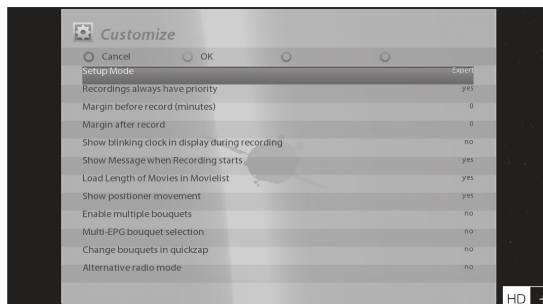 Customize
Cancel OK
Setup Mode Expert
Recordings always have priority yes
Margin before record (minutes) 0
Margin after record 0
Show blinking clock in display during recording no
Show Message when Recording starts yes
Load Length of Movies in Movielist yes
Show positioner movement yes
Enable multiple bouquets no
Multi-EPG bouquet selection no
Change bouquets in quickzap no
Alternative radio mode no
HD